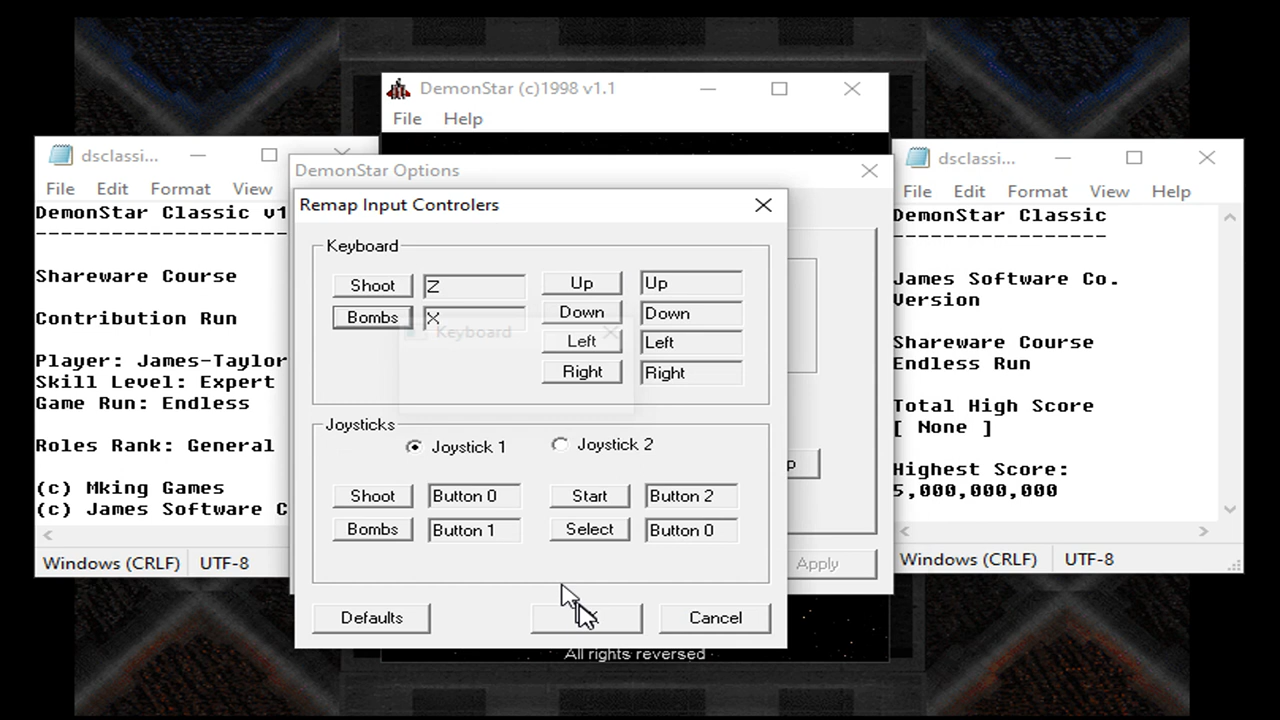 DemonStar (c)1998 v1.1
File Help
dsclassi...
File Edit Format View
DemonStar Classic v1
--------------------
Shareware Course
Contribution Run
Player: James-Taylor
Skill Level: Expert
Game Run: Endless
Roles Rank: General
(c) Mking Games
(c) James Software C
Windows (CRLF) UTF-8
DemonStar Options
Remap Input Controlers
Keyboard
Shoot Z Up Up
Bombs X Down Down
Keyboard
Left Left
Right Right
Joysticks
Joystick 1 Joystick 2
Shoot Button 0 Start Button 2
Bombs Button 1 Select Button 0
Defaults Cancel
p
Apply
All rights reversed
dsclassi...
File Edit Format View Help
DemonStar Classic
-----------------
James Software Co.
Version
Shareware Course
Endless Run
Total High Score
[ None ]
Highest Score:
5,000,000,000
Windows (CRLF) UTF-8